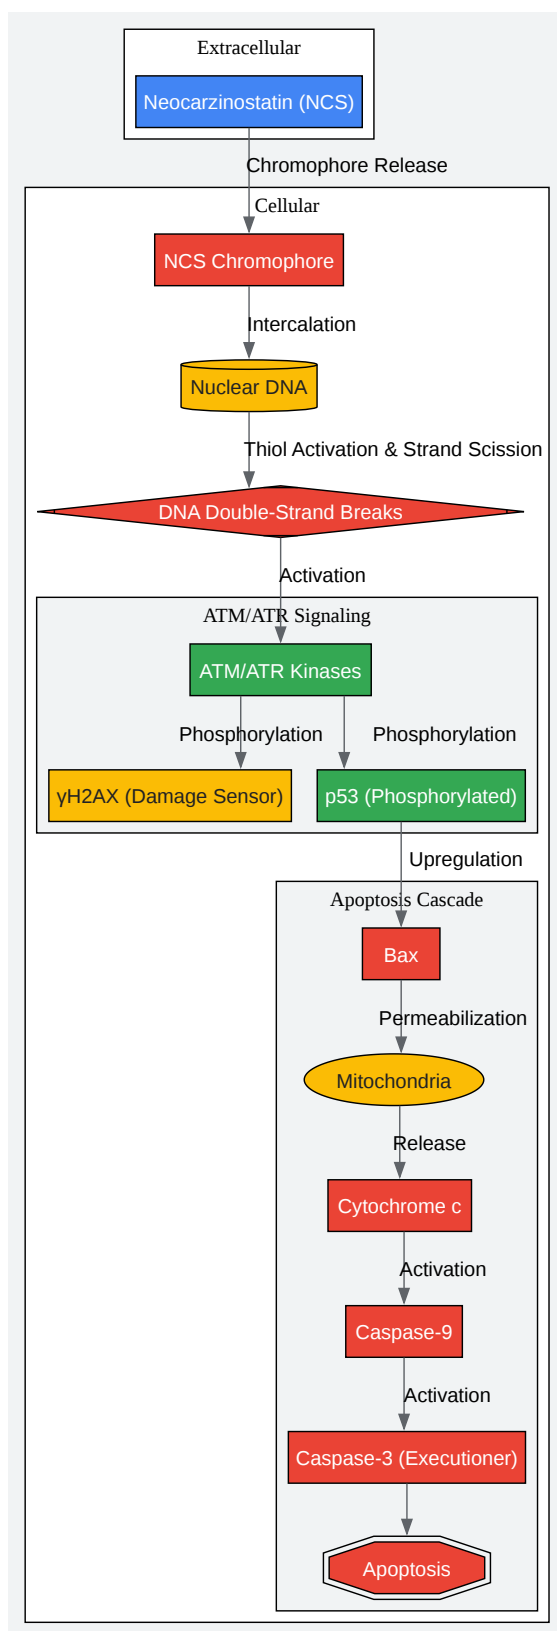 Extracellular
Neocarzinostatin (NCS)
Chromophore Release
Cellular
NCS Chromophore
Intercalation
Nuclear DNA
Thiol Activation & Strand Scission
DNA Double-Strand Breaks
Activation
ATM/ATR Signaling
ATM/ATR Kinases
Phosphorylation
Phosphorylation
γH2AX (Damage Sensor)
p53 (Phosphorylated)
Upregulation
Apoptosis Cascade
Bax
Permeabilization
Mitochondria
Release
Cytochrome c
Activation
Caspase-9
Activation
Caspase-3 (Executioner)
Apoptosis